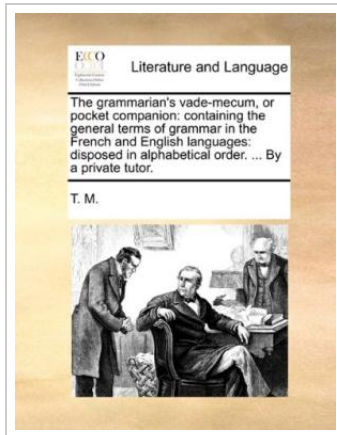 ECCO
Literature and Language
The grammarian's vade-mecum, or
pocket companion: containing the
general terms of grammar in the
French and English languages:
disposed in alphabetical order. ... By
a private tutor.
T. M.